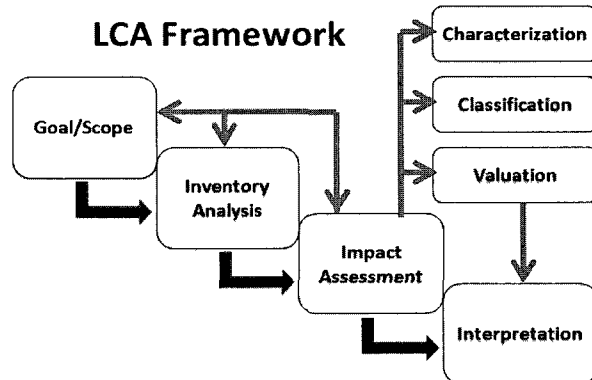 LCA Framework
Characterization
Goal/Scope
Classification
Inventory
Analysis
Valuation
Impact
Assessment
Interpretation